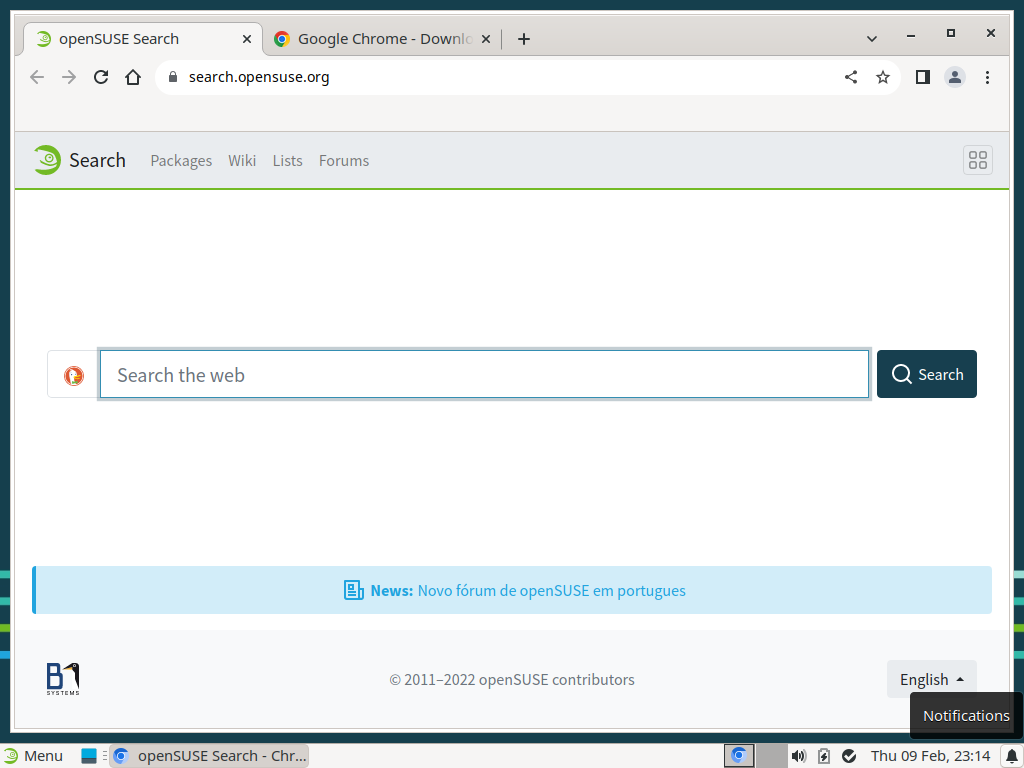 openSUSE Search
Google Chrome - Downlo
search.opensuse.org
Search Packages Wiki Lists Forums
Search the web
Search
News: Novo fórum de openSUSE em portugues
B1
SYSTEMS
© 2011–2022 openSUSE contributors
English
Notifications
Menu
openSUSE Search - Chr...
Thu 09 Feb, 23:14